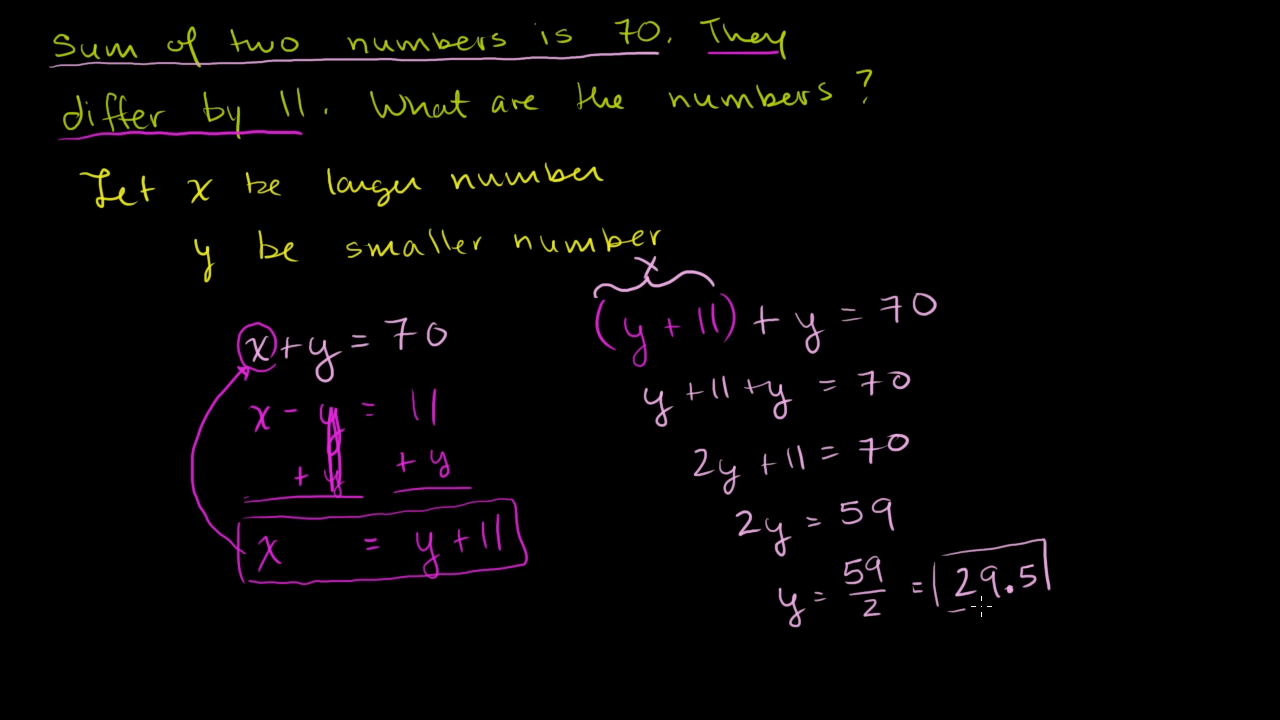 Sum of two numbers is 70. They
differ by 11. What are the numbers?
Let x be larger number
y be smaller number
x + y = 70
x - y = 11
+ y + y
x = y + 11
x
(y + 11) + y = 70
y + 11 + y = 70
2y + 11 = 70
2y = 59
y = 59/2 = 29.5